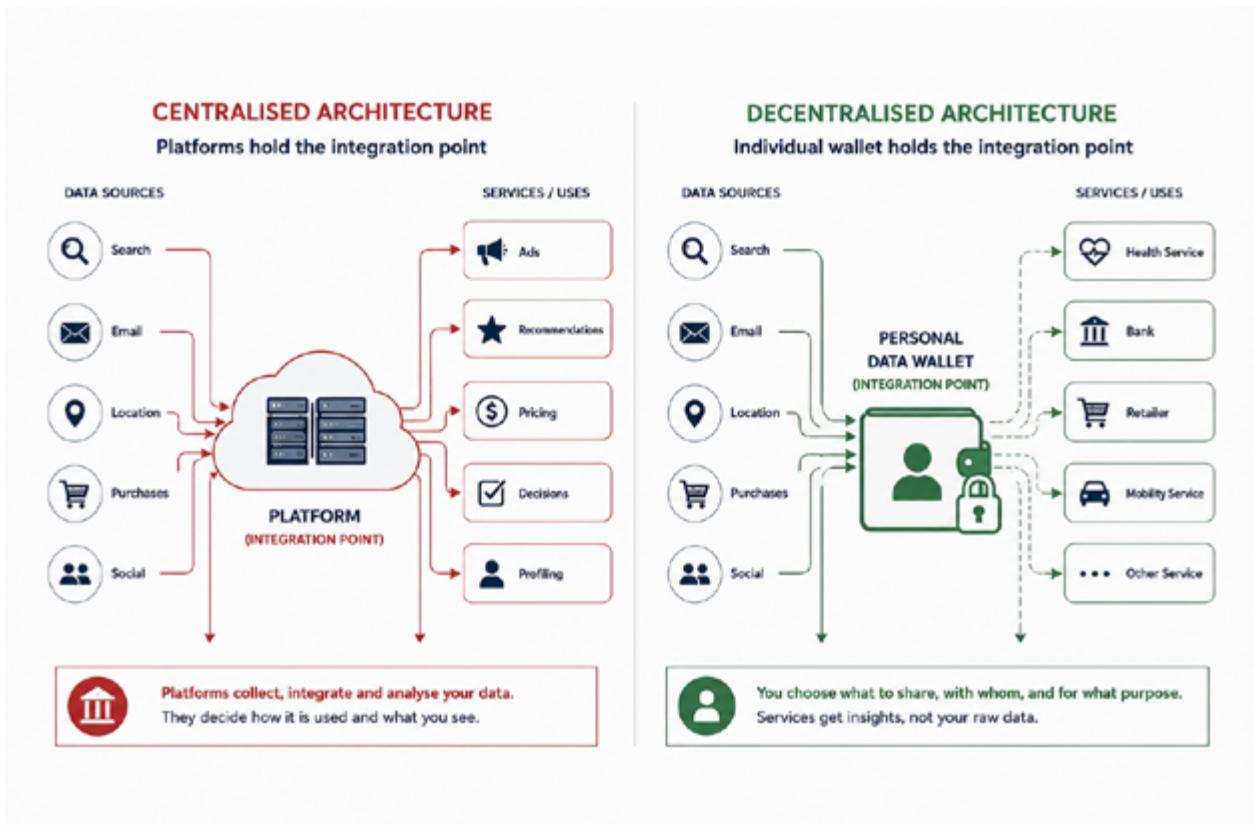 CENTRALISED ARCHITECTURE
Platforms hold the integration point
DATA SOURCES
SERVICES / USES
Search
Email
Location
Purchases
Social
PLATFORM
(INTEGRATION POINT)
Ads
Recommendations
$
Pricing
Decisions
Profiling
Platforms collect, integrate and analyse your data.
They decide how it is used and what you see.
DECENTRALISED ARCHITECTURE
Individual wallet holds the integration point
DATA SOURCES
SERVICES / USES
Search
Email
Location
Purchases
Social
PERSONAL
DATA WALLET
(INTEGRATION POINT)
Health Service
Bank
Retailer
Mobility Service
Other Service
You choose what to share, with whom, and for what purpose.
Services get insights, not your raw data.